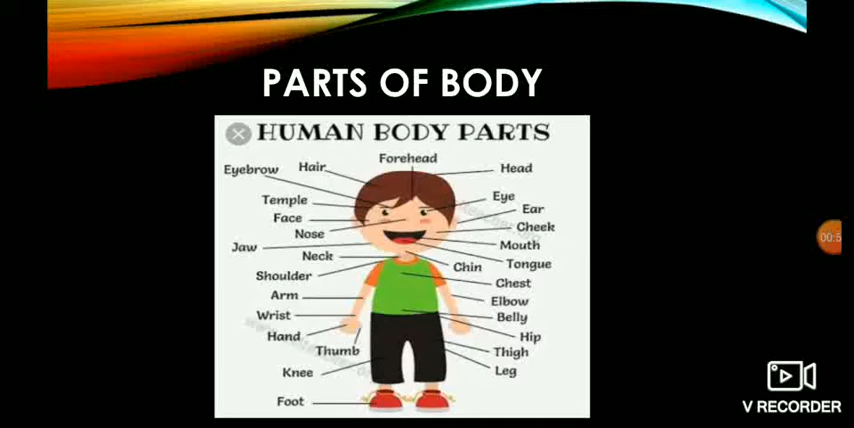 PARTS OF BODY
HUMAN BODY PARTS
Forehead
Eyebrow
Hair
Head
Temple
Eye
Face
Ear
Nose
Cheek
Jaw
Mouth
Neck
Tongue
Chin
Shoulder
Chest
Arm
Elbow
Wrist
Belly
Hand
Hip
Thumb
Thigh
Knee
Leg
Foot
00:5
V RECORDER